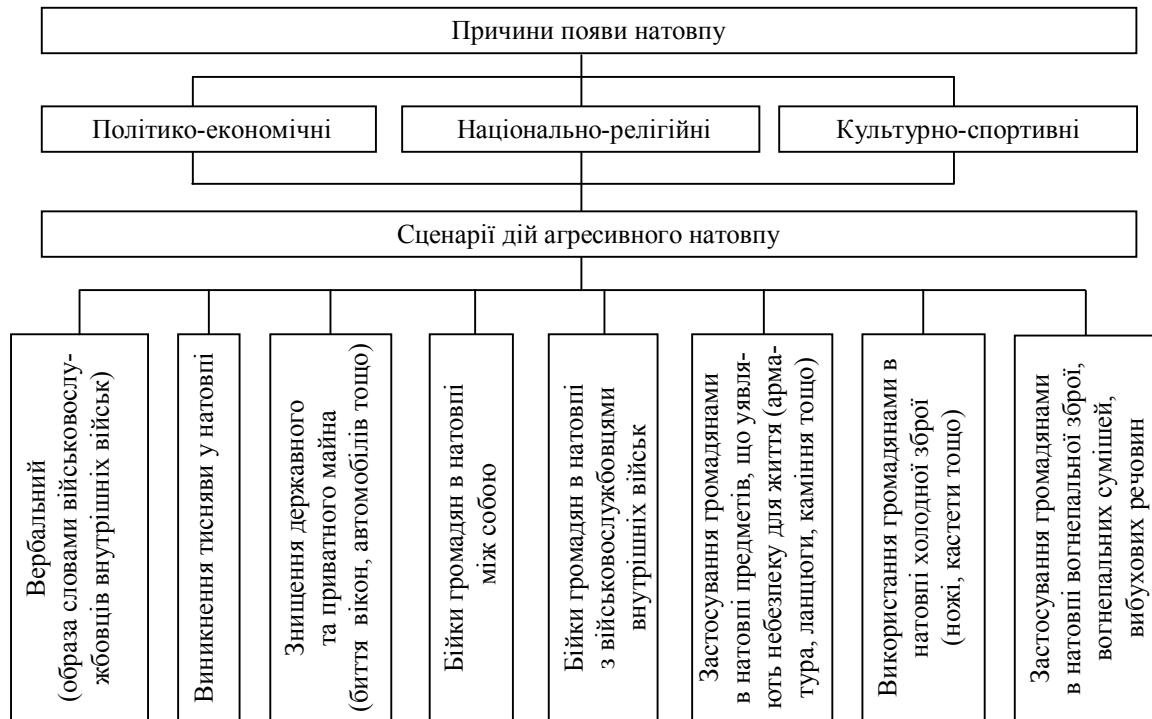 Причини появи натовпу
Політико-економічні
Національно-релігійні
Культурно-спортивні
Сценарії дій агресивного натовпу
Вербальний
(образа словами військовослу-
жбовців внутрішніх військ)
Виникнення тисняви у натовпі
Знищення державного
та приватного майна
(биття вікон, автомобілів тощо)
Бійки громадян в натовпі
між собою
Бійки громадян в натовпі
з військовослужбовцями
внутрішніх військ
Застосування громадянами
в натовпі предметів, що уявля-
ють небезпеку для життя (арма-
тура, ланцюги, каміння тощо)
Використання громадянами в
натовпі холодної зброї
(ножі, кастети тощо)
Застосування громадянами
в натовпі вогнепальної зброї,
вогнепальних сумішей,
вибухових речовин